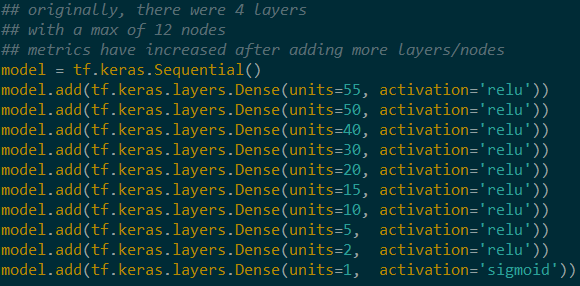 ## originally, there were 4 layers
## with a max of 12 nodes
## metrics have increased after adding more layers/nodes
model = tf.keras.Sequential()
model.add(tf.keras.layers.Dense(units=55, activation='relu'))
model.add(tf.keras.layers.Dense(units=50, activation='relu'))
model.add(tf.keras.layers.Dense(units=40, activation='relu'))
model.add(tf.keras.layers.Dense(units=30, activation='relu'))
model.add(tf.keras.layers.Dense(units=20, activation='relu'))
model.add(tf.keras.layers.Dense(units=15, activation='relu'))
model.add(tf.keras.layers.Dense(units=10, activation='relu'))
model.add(tf.keras.layers.Dense(units=5,  activation='relu'))
model.add(tf.keras.layers.Dense(units=2,  activation='relu'))
model.add(tf.keras.layers.Dense(units=1,  activation='sigmoid'))